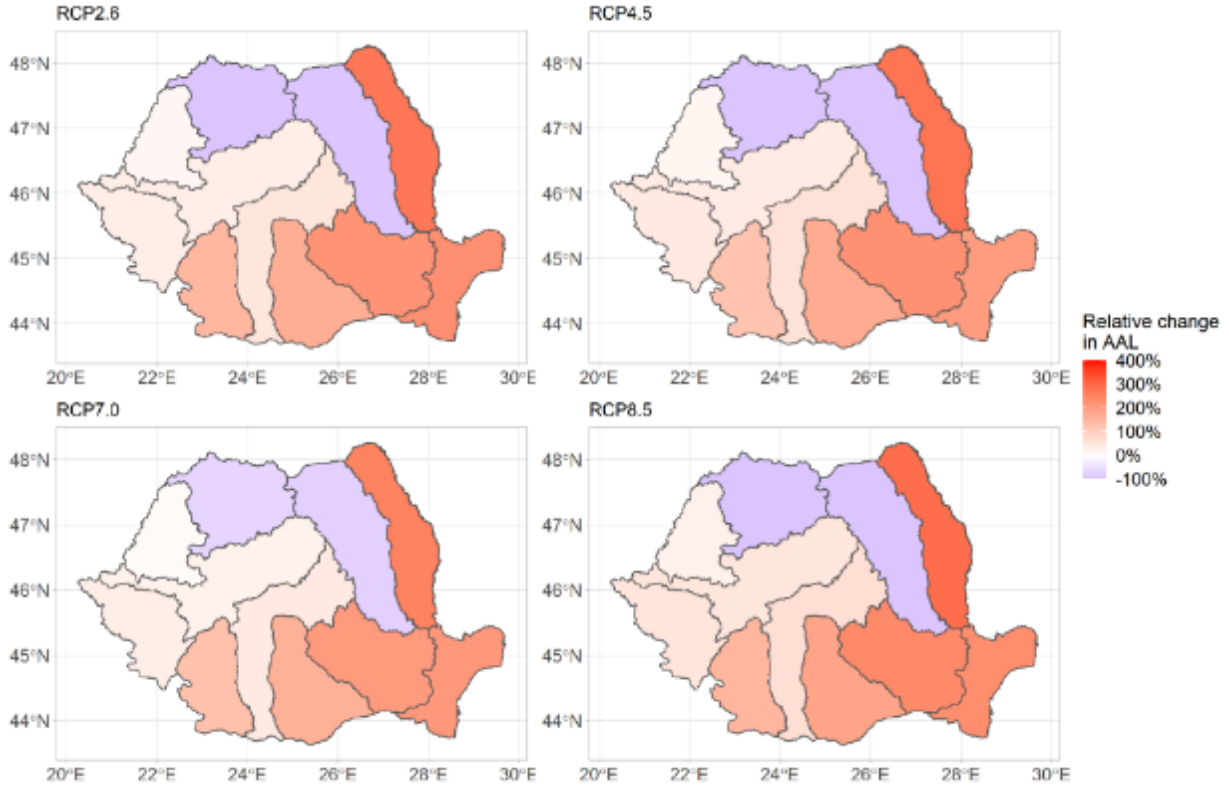 RCP2.6
RCP4.5
48°N
47°N
46°N
45°N
44°N
20°E 22°E 24°E 26°E 28°E 30°E
20°E 22°E 24°E 26°E 28°E 30°E
RCP7.0
RCP8.5
48°N
47°N
46°N
45°N
44°N
20°E 22°E 24°E 26°E 28°E 30°E
20°E 22°E 24°E 26°E 28°E 30°E
48°N
47°N
46°N
45°N
44°N
48°N
47°N
46°N
45°N
44°N
Relative change
in AAL
400%
300%
200%
100%
0%
-100%